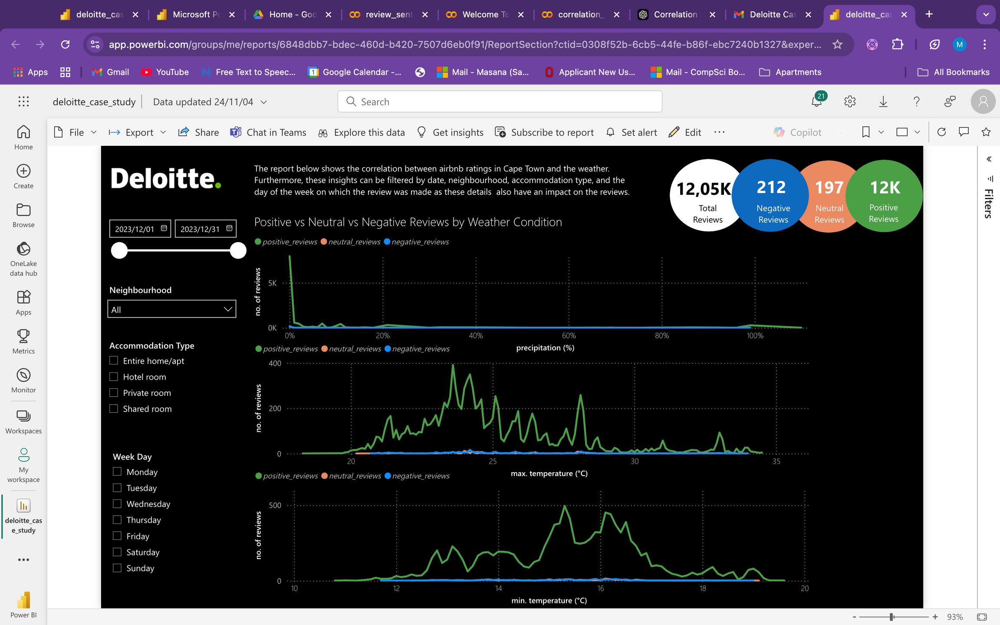 deloitte_cas
Microsoft Po
Home - Goo
review_sent
Welcome To
correlation_
Correlation
Deloitte Cas
deloitte_cas
app.powerbi.com/groups/me/reports/6848dbb7-bdec-460d-b420-7507d6eb0f91/ReportSection?ctid=0308f52b-6cb5-44fe-b86f-ebc7240b1327&exper...
M
Apps
Gmail
YouTube
Free Text to Speec...
Google Calendar -...
Mail - Masana (Sa...
Applicant New Us...
Mail - CompSci Bo...
Apartments
All Bookmarks
deloitte_case_study
Data updated 24/11/04
Search
21
File
Export
Share
Chat in Teams
Explore this data
Get insights
Subscribe to report
Set alert
Edit
Copilot
Home
Create
Browse
OneLake
data hub
Apps
Metrics
Monitor
Workspaces
My
workspace
deloitte_cas
e_study
Power BI
Deloitte.
The report below shows the correlation between airbnb ratings in Cape Town and the weather.
Furthermore, these insights can be filtered by date, neighbourhood, accommodation type, and the
day of the week on which the review was made as these details also have an impact on the reviews.
12,05K
Total
Reviews
212
Negative
Reviews
197
Neutral
Reviews
12K
Positive
Reviews
Filters
2023/12/01
2023/12/31
Neighbourhood
All
Accommodation Type
Entire home/apt
Hotel room
Private room
Shared room
Week Day
Monday
Tuesday
Wednesday
Thursday
Friday
Saturday
Sunday
Positive vs Neutral vs Negative Reviews by Weather Condition
positive_reviews neutral_reviews negative_reviews
no. of reviews
5K
0K
0% 20% 40% 60% 80% 100%
precipitation (%)
positive_reviews neutral_reviews negative_reviews
no. of reviews
400
200
0
20 25 30 35
max. temperature (°C)
positive_reviews neutral_reviews negative_reviews
no. of reviews
500
0
10 12 14 16 18 20
min. temperature (°C)
- + 93%